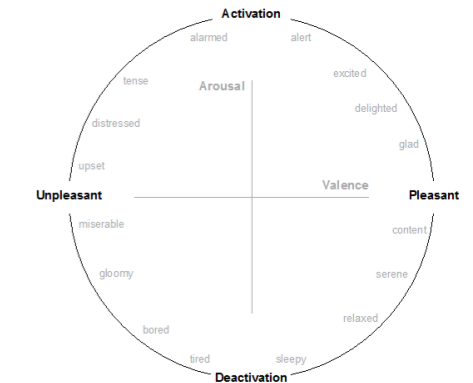 Activation
alarmed
alert
excited
tense
Arousal
delighted
distressed
glad
upset
Valence
Unpleasant
Pleasant
miserable
content
gloomy
serene
relaxed
bored
tired
sleepy
Deactivation